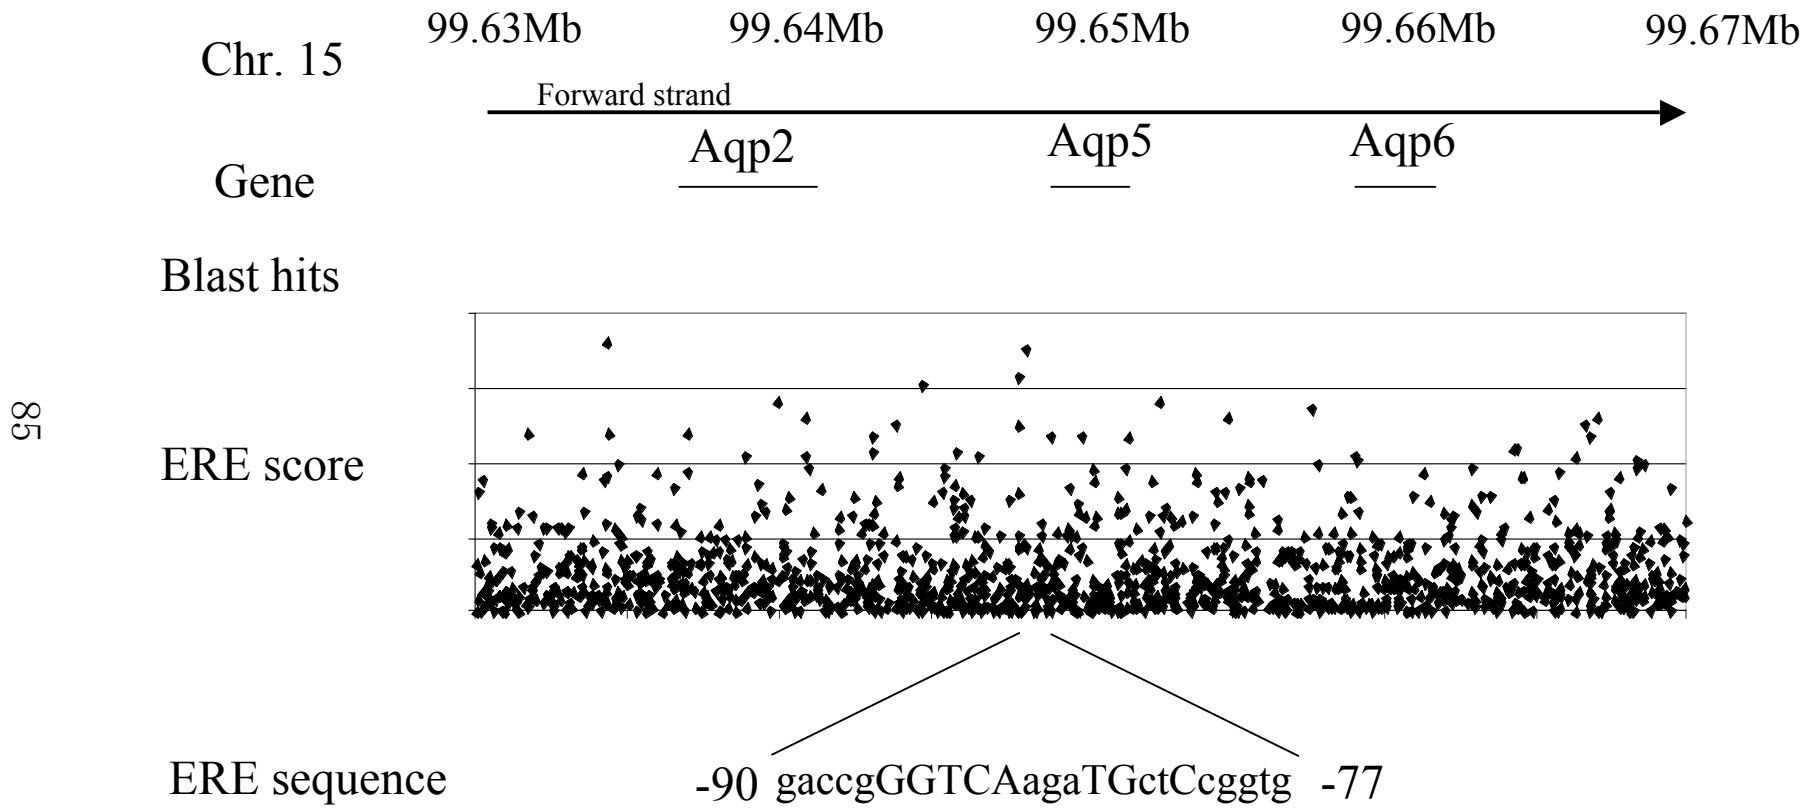 99.63Mb 99.64Mb 99.65Mb 99.66Mb 99.67Mb
Chr. 15
Forward strand
Aqp2 Aqp5 Aqp6
Gene
Blast hits
85
ERE score
ERE sequence -90 gaccgGGTCAagaTGctCcggtg -77